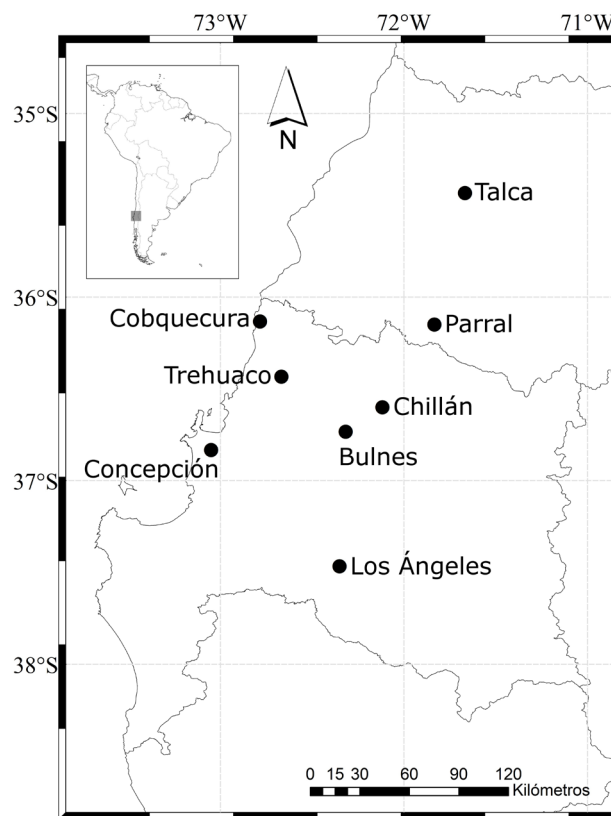 73°W 72°W 71°W
35°S
N
Talca
36°S
Cobquecura
Parral
Trehuaco
Chillán
Bulnes
Concepción
37°S
Los Ángeles
38°S
0 15 30 60 90 120
Kilómetros